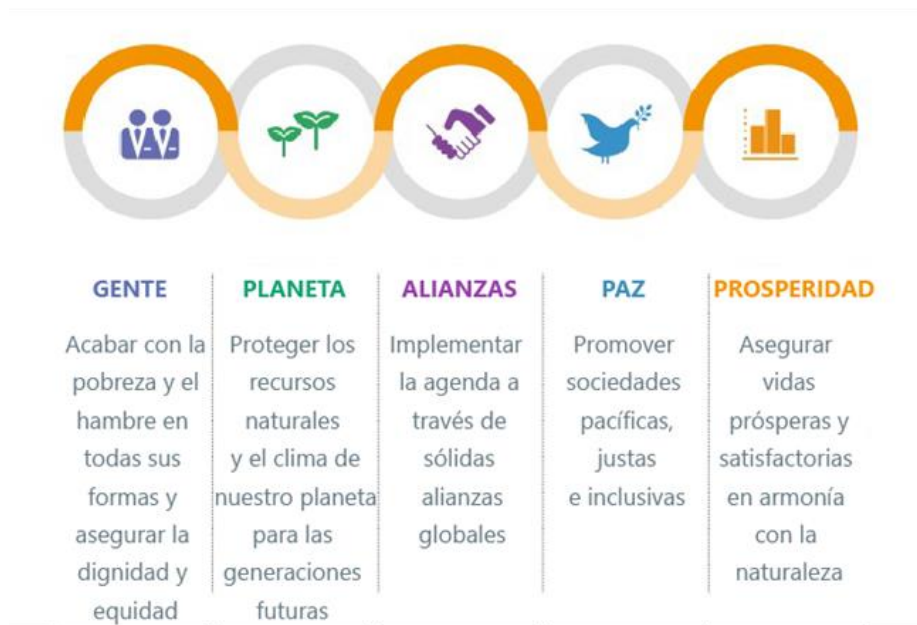 GENTE
Acabar con la
pobreza y el
hambre en
todas sus
formas y
asegurar la
dignidad y
equidad
PLANETA
Proteger los
recursos
naturales
y el clima de
nuestro planeta
para las
generaciones
futuras
ALIANZAS
Implementar
la agenda a
través de
sólidas
alianzas
globales
PAZ
Promover
sociedades
pacíficas,
justas
e inclusivas
PROSPERIDAD
Asegurar
vidas
prósperas y
satisfactorias
en armonía
con la
naturaleza